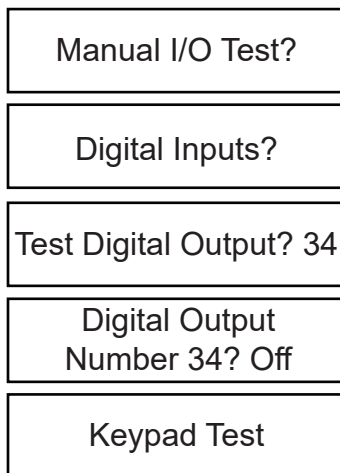 Manual I/O Test?
Digital Inputs?
Test Digital Output? 34
Digital Output
Number 34? Off
Keypad Test